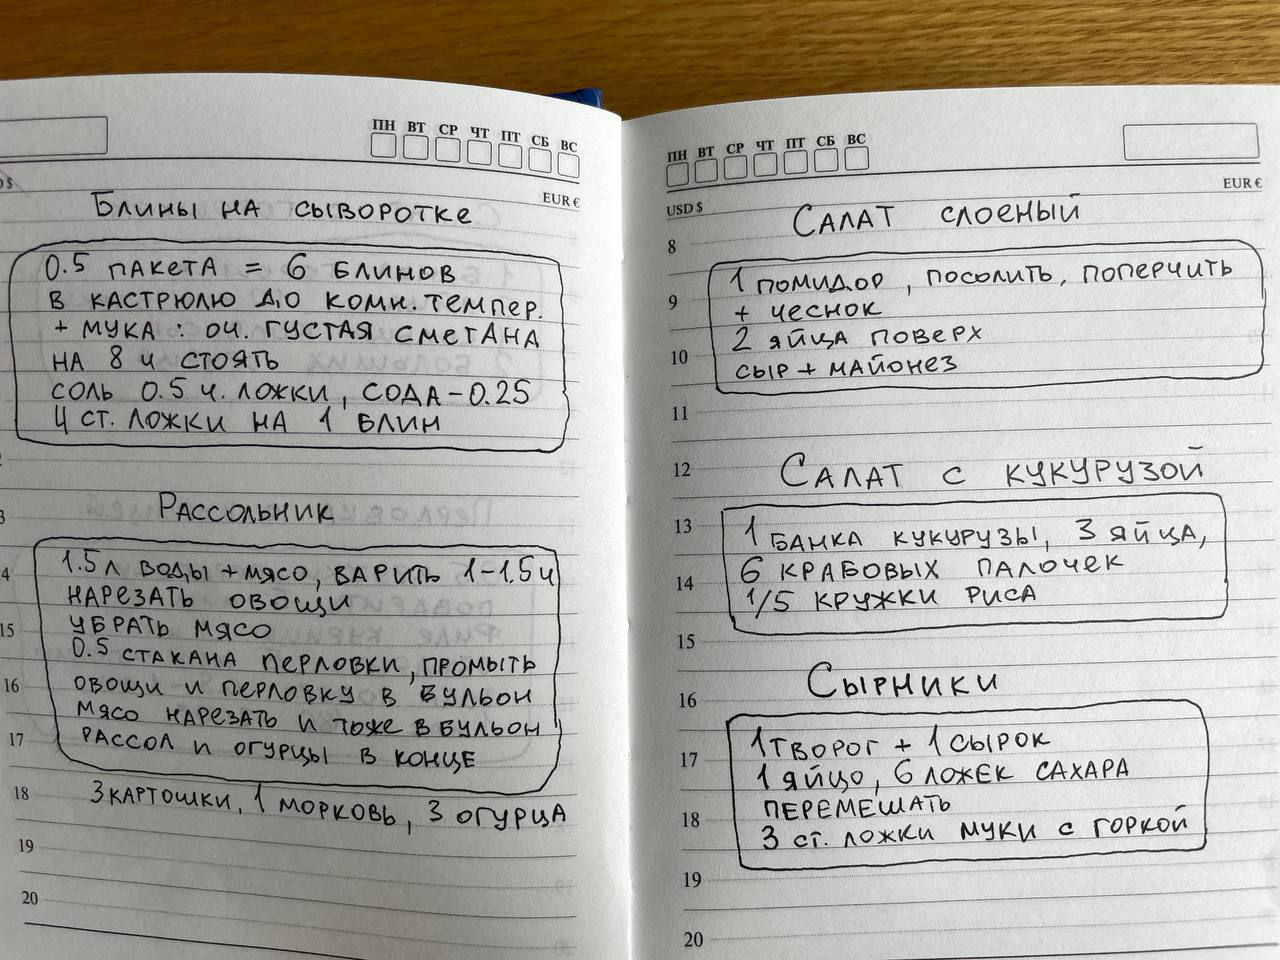 ПН ВТ СР ЧТ ПТ СБ ВС
EUR €
Блины на сыворотке
0.5 пакета = 6 блинов
в кастрюлю до комн. темпер.
+ мука : оч. густая сметана
на 8 ч стоять
соль 0.5 ч. ложки, сода - 0.25
4 ст. ложки на 1 блин
Рассольник
1.5 л воды + мясо, варить 1-1,5 ч
нарезать овощи
убрать мясо
0.5 стакана перловки, промыть
овощи и перловку в бульон
мясо нарезать и тоже в бульон
рассол и огурцы в конце
3 картошки, 1 морковь, 3 огурца
15
16
17
18
19
20
ПН ВТ СР ЧТ ПТ СБ ВС
USD $ EUR €
Салат слоеный
8
1 помидор, посолить, поперчить
9
+ чеснок
2 яйца поверх
10
сыр + майонез
11
12
Салат с кукурузой
13
1 банка кукурузы, 3 яйца,
6 крабовых палочек
14
1/5 кружки риса
15
Сырники
16
1 творог + 1 сырок
17
1 яйцо, 6 ложек сахара
перемешать
18
3 ст. ложки муки с горкой
19
20